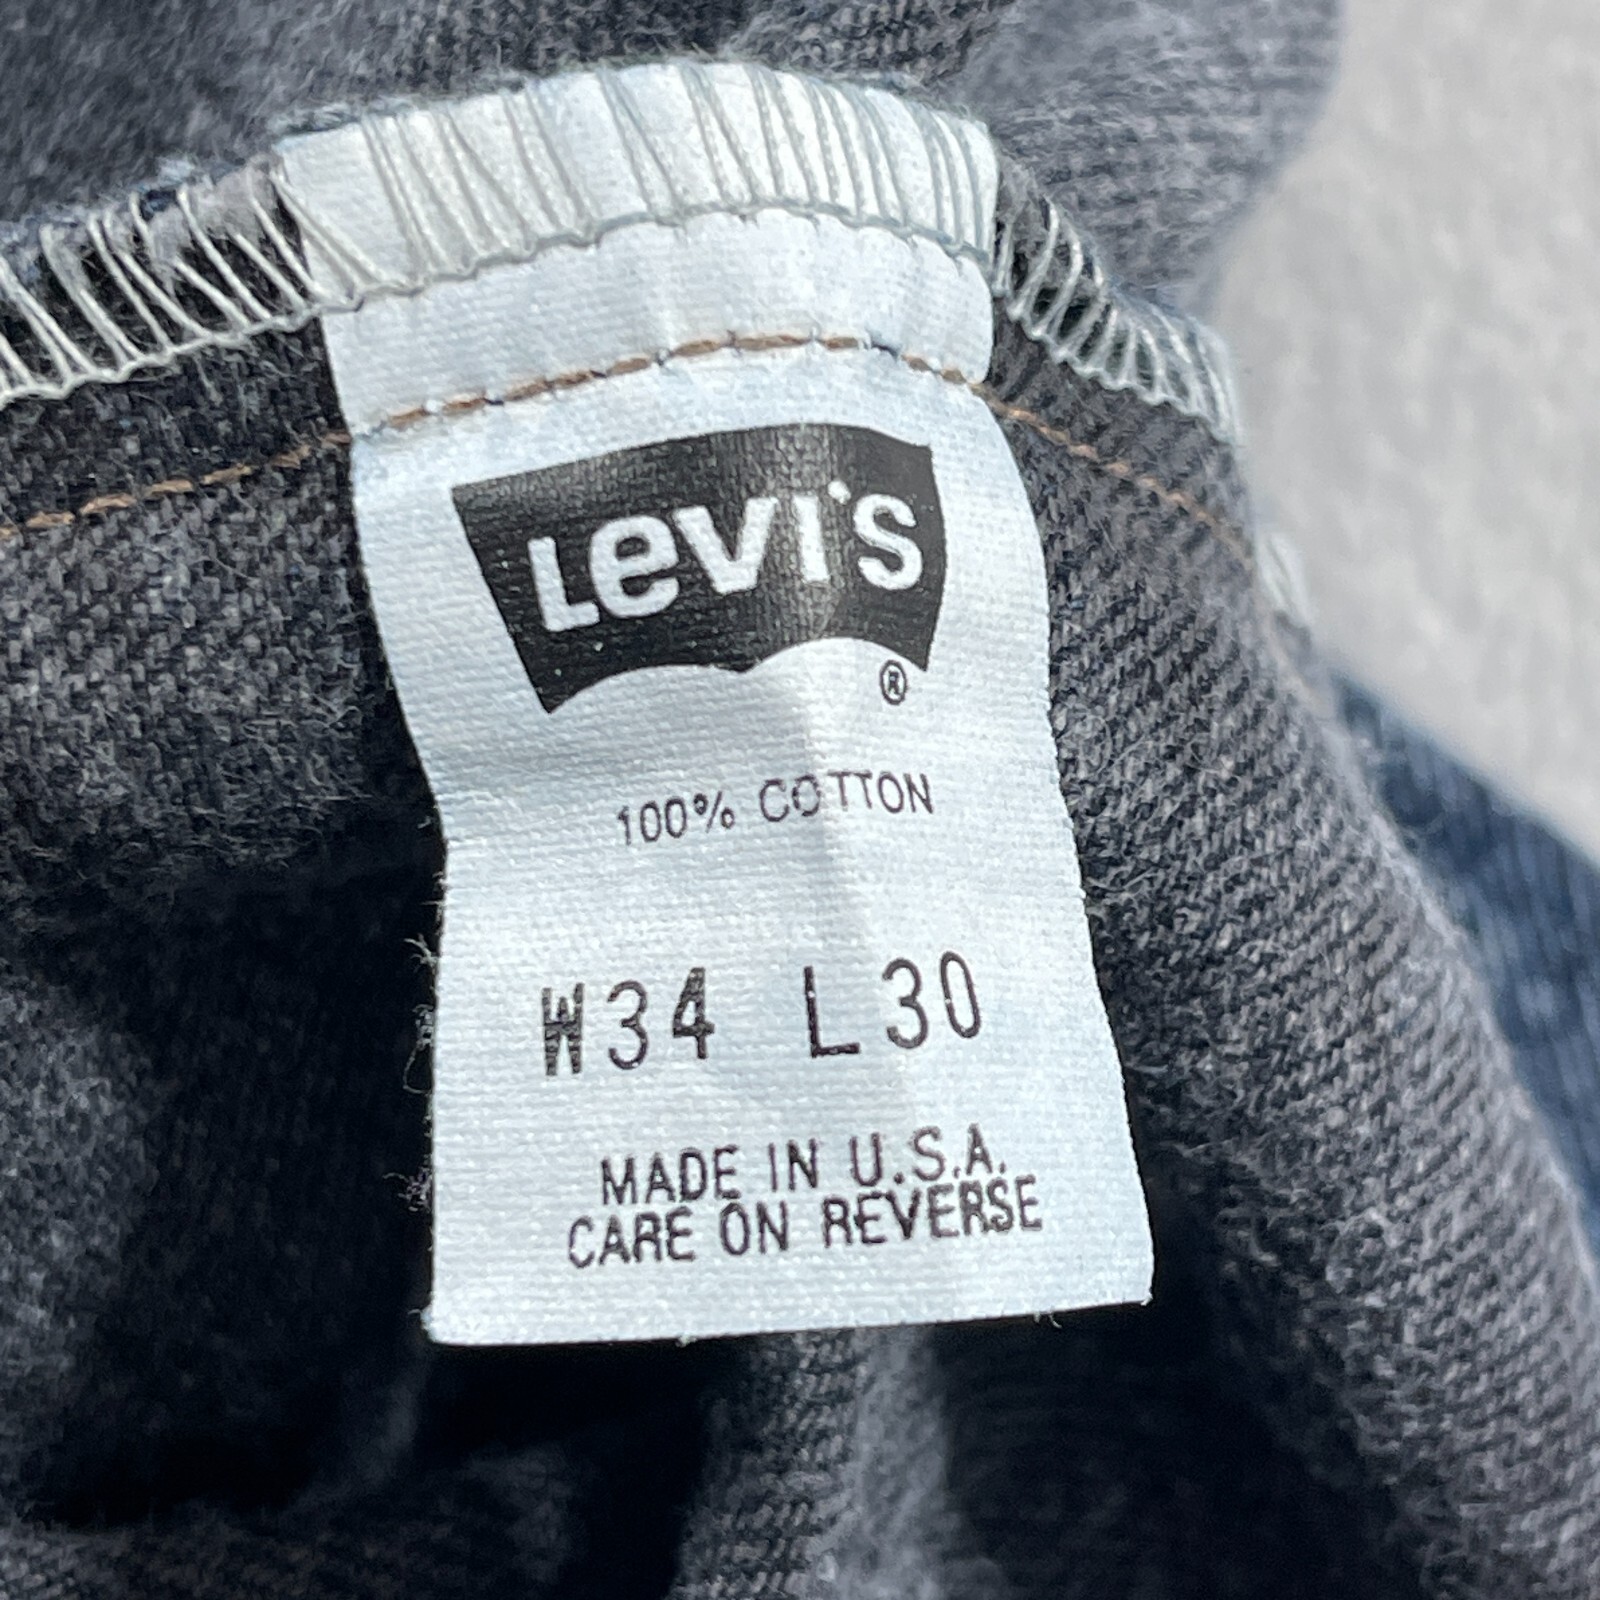 Levi's
®
100% COTTON
W34 L30
MADE IN U.S.A.
CARE ON REVERSE